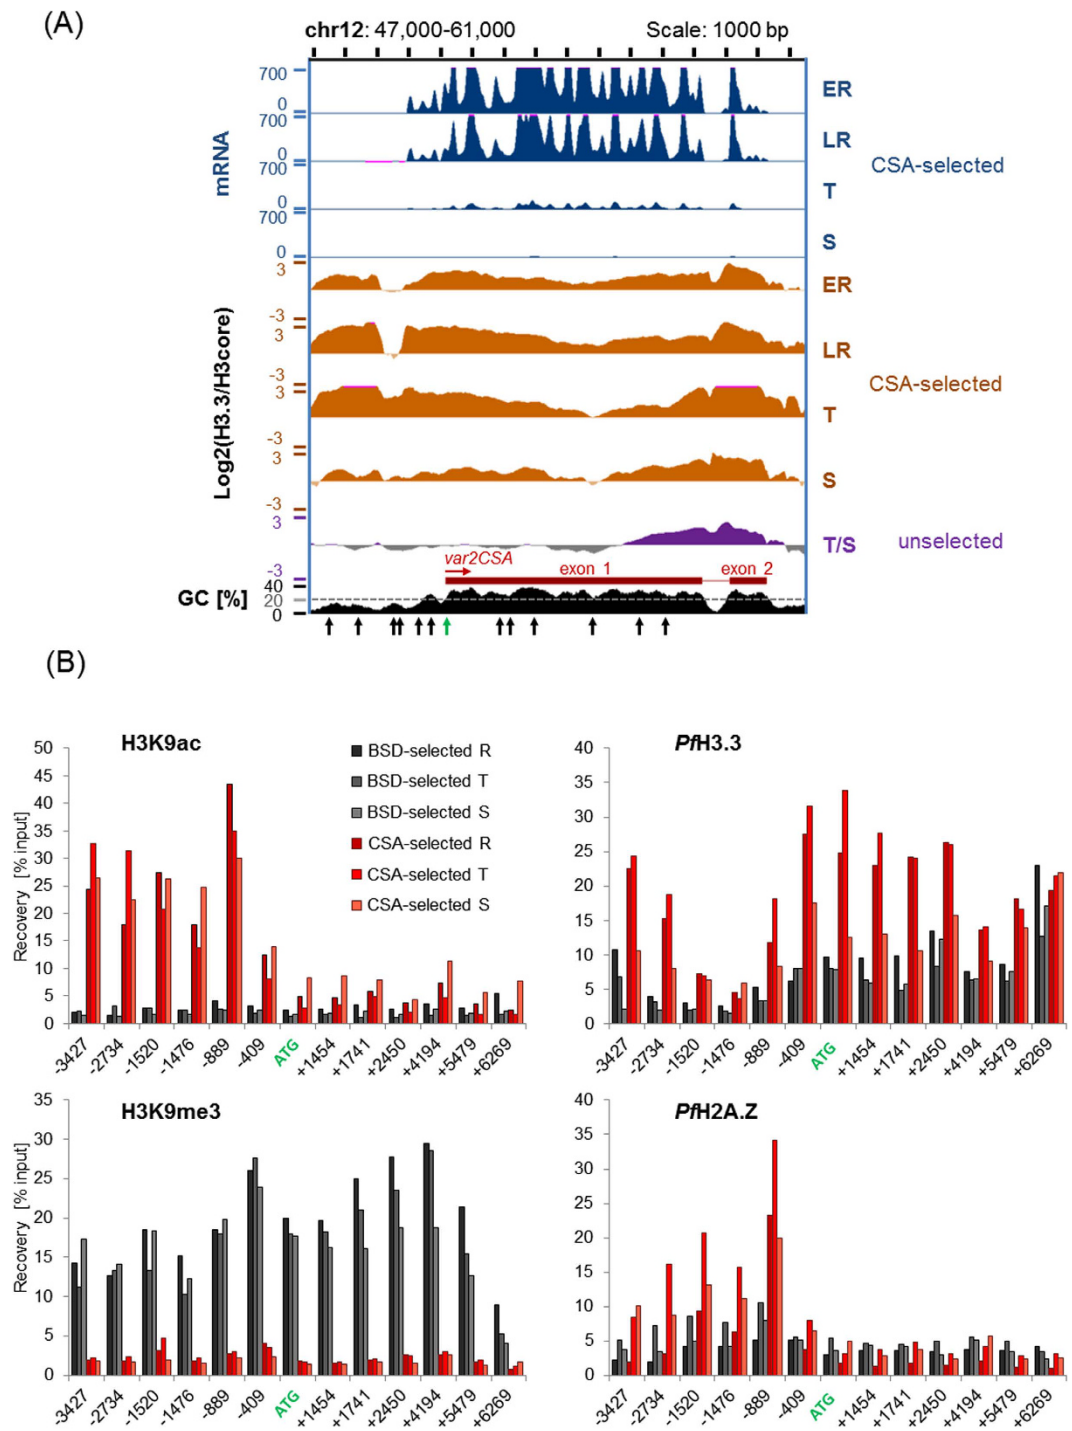 (A)
chr12: 47,000-61,000 Scale: 1000 bp
mRNA
700
0
ER
700
0
LR
CSA-selected
700
0
T
700
0
S
Log2(H3.3/H3core)
3
-3
ER
3
-3
LR
CSA-selected
3
-3
T
3
-3
S
3
-3
T/S unselected
var2CSA
exon 1 exon 2
GC [%]
40
20
0
(B)
H3K9ac
Recovery [% input]
50
45
40
35
30
25
20
15
10
5
0
BSD-selected R
BSD-selected T
BSD-selected S
CSA-selected R
CSA-selected T
CSA-selected S
-3427 -2734 -1520 -1476 -889 -409 ATG +1454 +1741 +2450 +4194 +5479 +6269
PfH3.3
40
35
30
25
20
15
10
5
0
-3427 -2734 -1520 -1476 -889 -409 ATG +1454 +1741 +2450 +4194 +5479 +6269
H3K9me3
Recovery [% input]
35
30
25
20
15
10
5
0
-3427 -2734 -1520 -1476 -889 -409 ATG +1454 +1741 +2450 +4194 +5479 +6269
PfH2A.Z
40
35
30
25
20
15
10
5
0
-3427 -2734 -1520 -1476 -889 -409 ATG +1454 +1741 +2450 +4194 +5479 +6269